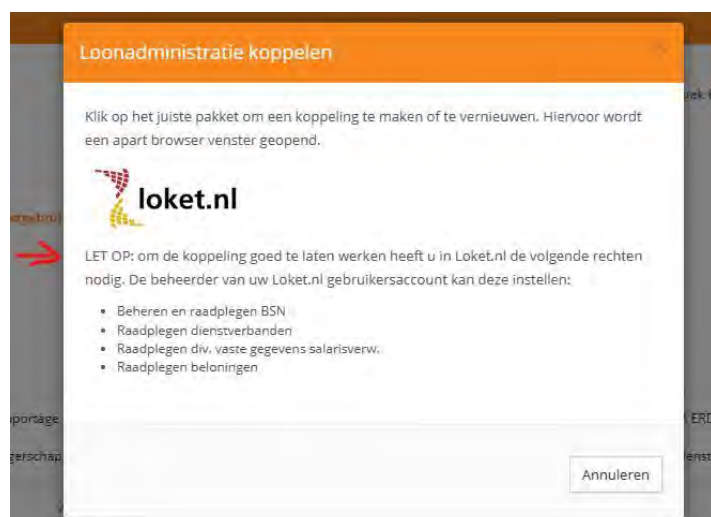 Loonadministratie koppelen
Klik op het juiste pakket om een koppeling te maken of te vernieuwen. Hiervoor wordt
een apart browser venster geopend.
loket.nl
LET OP: om de koppeling goed te laten werken heeft u in Loket.nl de volgende rechten
nodig. De beheerder van uw Loket.nl gebruikersaccount kan deze instellen:
• Beheren en raadplegen BSN
• Raadplegen dienstverbanden
• Raadplegen div. vaste gegevens salarisverw.
• Raadplegen beloningen
Annuleren